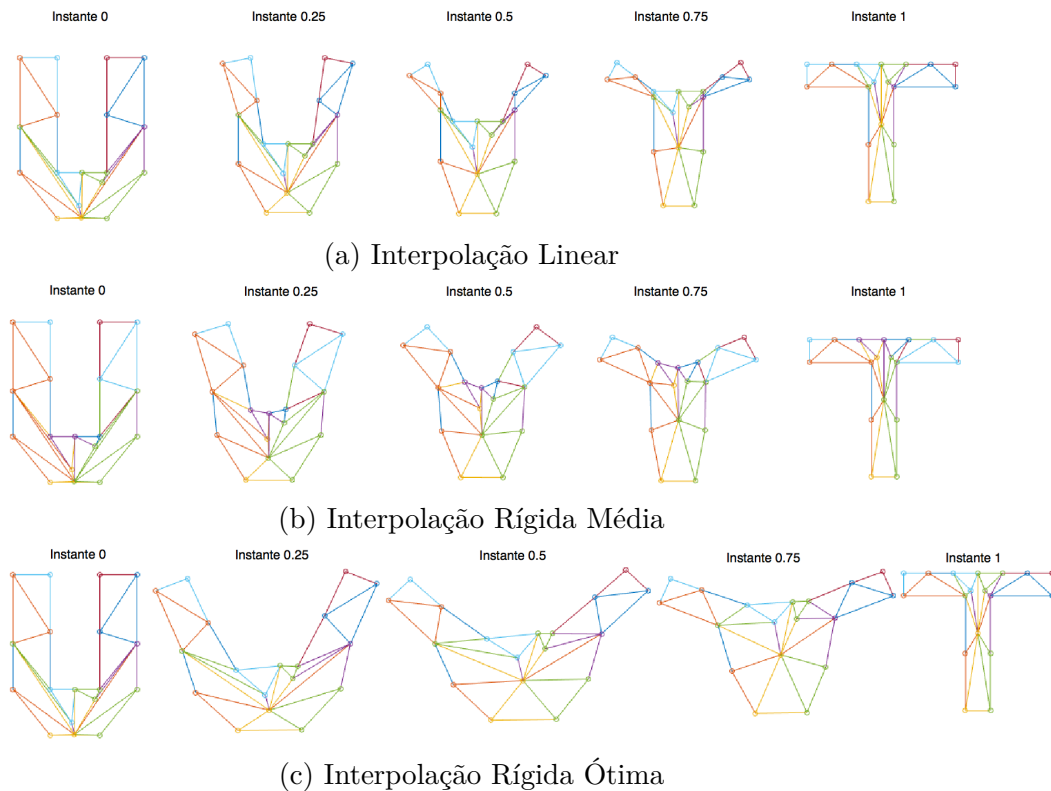 Instante 0 Instante 0.25 Instante 0.5 Instante 0.75 Instante 1
(a) Interpolação Linear
Instante 0 Instante 0.25 Instante 0.5 Instante 0.75 Instante 1
(b) Interpolação Rígida Média
Instante 0 Instante 0.25 Instante 0.5 Instante 0.75 Instante 1
(c) Interpolação Rígida Ótima